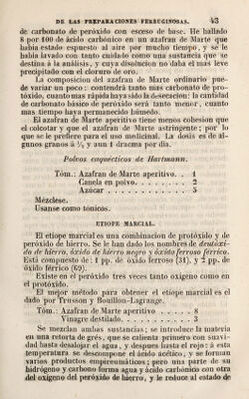 DE LAS PREPARACIONES FERRUGINOSAS. 43
de carbonato de peróxido con esceso de base. He hallado
8 por 100 de ácido carbónico en un azafran de Marte que
habia estado espuesto al aire por mucho tiempo, y se le
habia lavado con tanto cuidado como una sustancia que se
destina á la análisis, y cuya disolucion no daba el mas leve
precipitado con el cloruro de oro.
La composicion del azafran de Marte ordinario pue-
de variar un poco: contendrá tanto mas carbonato de pro-
tóxido, cuanto mas rápida haya sido la desecacion; la cantidad
de carbonato básico de peróxido será tanto menor, cuanto
mas tiempo haya permanecido húmedo.
El azafran de Marte aperitivo tiene menos cohesion que
el colcotar y que el azafran de Marte astringente; por lo
que se le prefiere para el uso medicinal. La dosis es de al-
gunos granos á ½ y aun 1 dracma por dia.
Polvos caquécticos de Hartmann.
Tóm.: Azafran de Marte aperitivo. . 1
Canela en polvo. . . . . . . . 2
Azúcar . . . . . . . . . . . . 3
Mézclese.
Usanse como tónicos.
ETIOPE MARCIAL.
El etiope marcial es una combinacion de protóxido y de
peróxido de hierro. Se le han dado los nombres de deutóxi-
do de hierro, óxido de hierro negro y óxido ferroso férrico.
Está compuesto de: 1 pp. de óxido ferroso (31), y 2 pp. de
óxido férrico (69).
Existe en el peróxido tres veces tanto oxigeno como en
el protóxido.
El mejor método para obtener el etiope marcial es el
dado por Trusson y Bouillon-Lagrange.
Tóm.: Azafran de Marte aperitivo . . . . . 8
Vinagre destilado. . . . . . . . . . . 3
Se mezclan ambas sustancias; se introduce la materia
en una retorta de grés, que se calienta primero con suavi-
dad hasta desalojar el agua, y despues hasta el rojo: á esta
temperatura se descompone el ácido acético, y se forman
varios productos empireumáticos; pero una parte de su
hidrógeno y carbono forma agua y ácido carbónico con otra
del oxigeno del peróxido de hierro, y le reduce al estado de